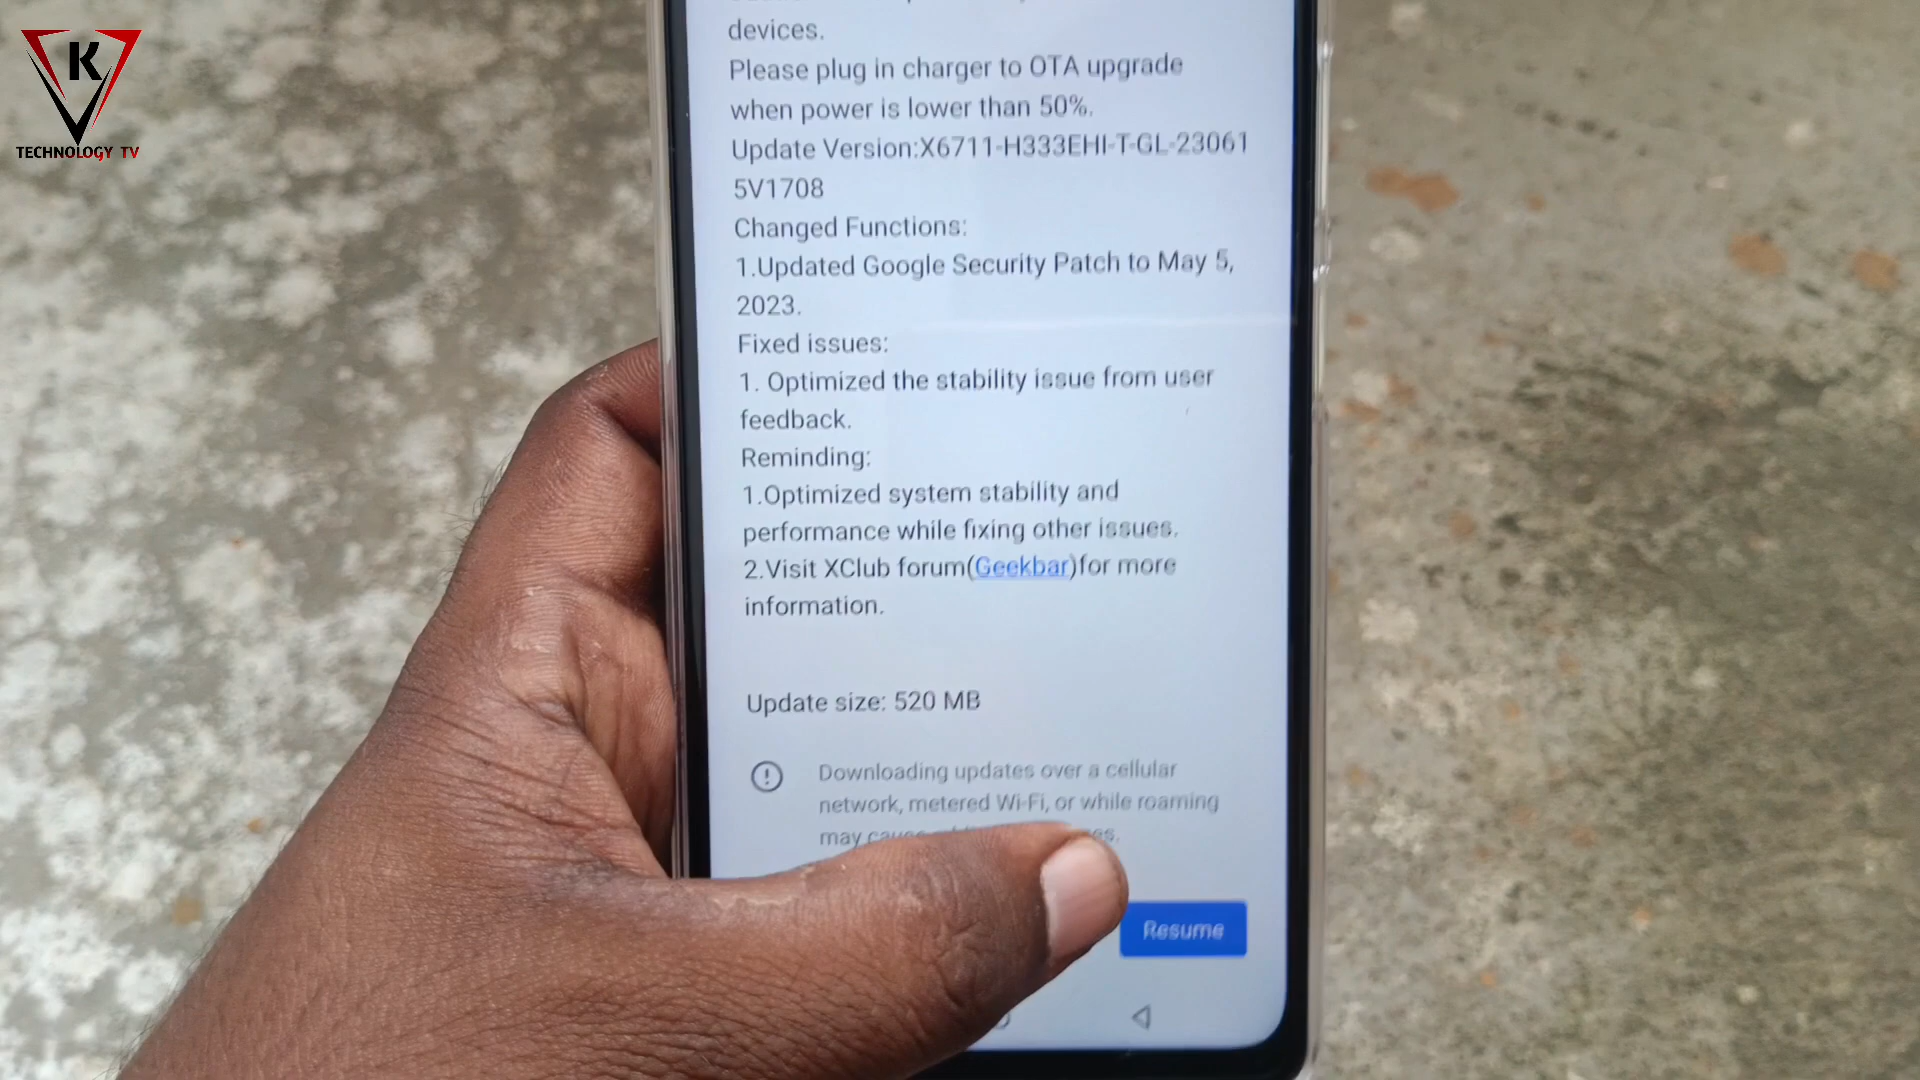 K
TECHNOLOGY TV
devices.
Please plug in charger to OTA upgrade
when power is lower than 50%.
Update Version:X6711-H333EHI-T-GL-23061
5V1708
Changed Functions:
1.Updated Google Security Patch to May 5,
2023.
Fixed issues:
1. Optimized the stability issue from user
feedback.
Reminding:
1.Optimized system stability and
performance while fixing other issues.
2.Visit XClub forum(Geekbar)for more
information.
Update size: 520 MB
Downloading updates over a cellular
network, metered Wi-Fi, or while roaming
may
Resume